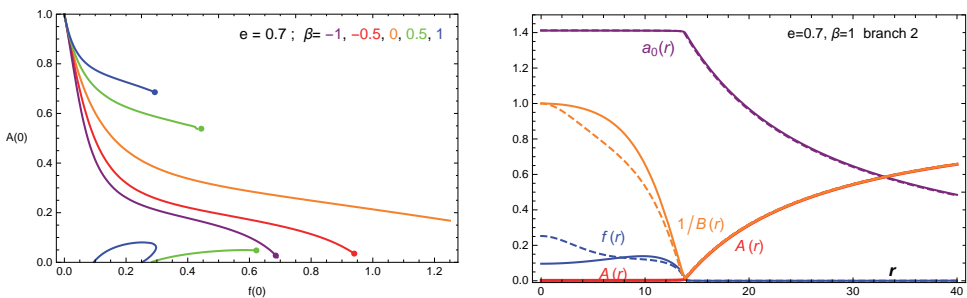 e = 0.7 ; β= −1, −0.5, 0, 0.5, 1
A(0)
1.0
0.8
0.6
0.4
0.2
0.0
0.0 0.2 0.4 0.6 0.8 1.0 1.2
f(0)
e=0.7, β=1 branch 2
a₀(r)
1/B(r)
f(r)
A(r)
A(r)
r
1.4
1.2
1.0
0.8
0.6
0.4
0.2
0.0
0 10 20 30 40